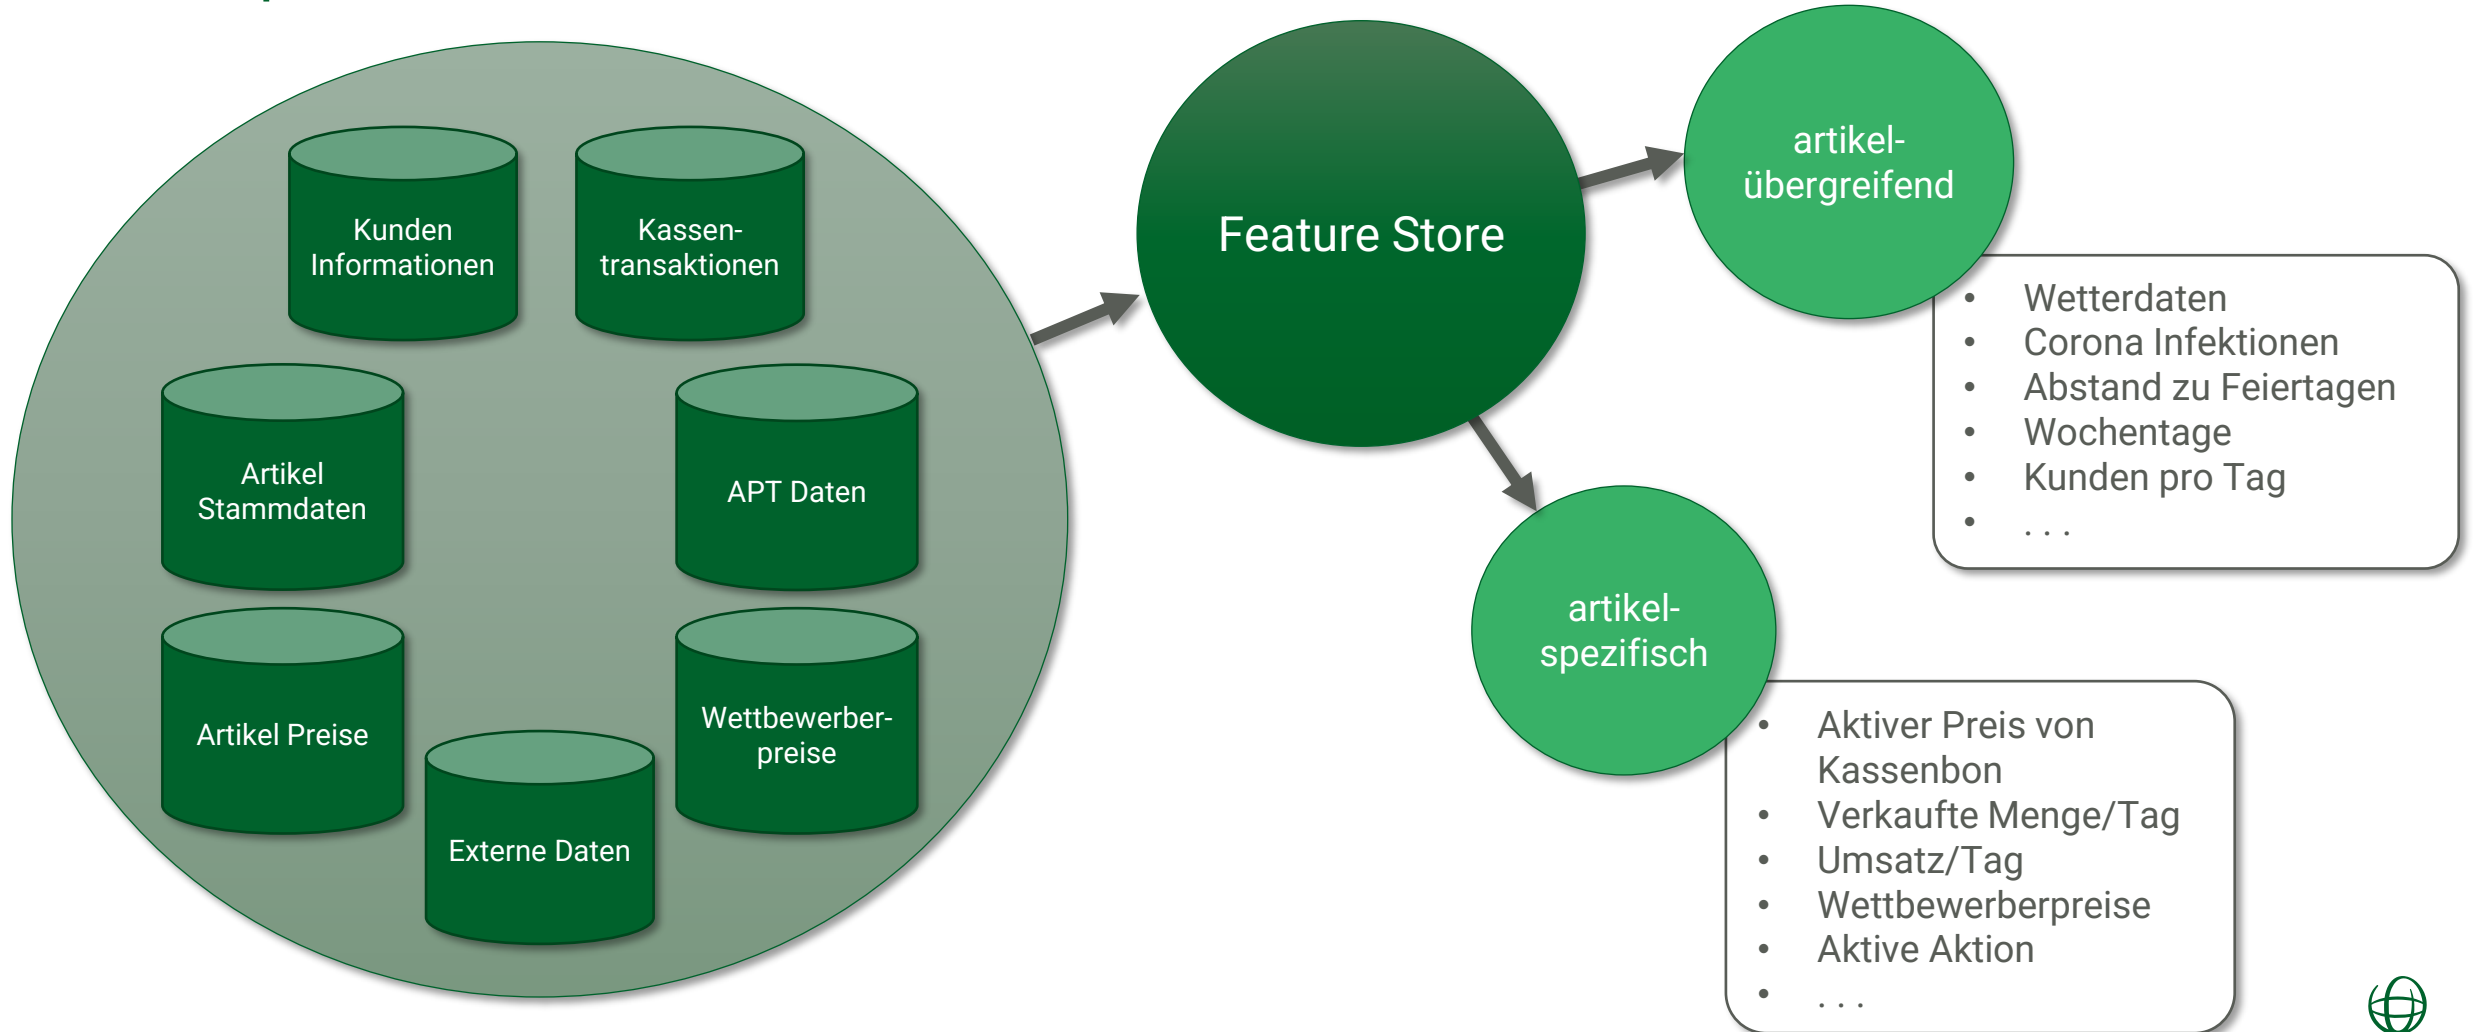 Kunden
Informationen
Kassen-
transaktionen
Artikel
Stammdaten
APT Daten
Artikel Preise
Wettbewerber-
preise
Externe Daten
Feature Store
artikel-
übergreifend
• Wetterdaten
• Corona Infektionen
• Abstand zu Feiertagen
• Wochentage
• Kunden pro Tag
• . . .
artikel-
spezifisch
• Aktiver Preis von
Kassenbon
• Verkaufte Menge/Tag
• Umsatz/Tag
• Wettbewerberpreise
• Aktive Aktion
• . . .